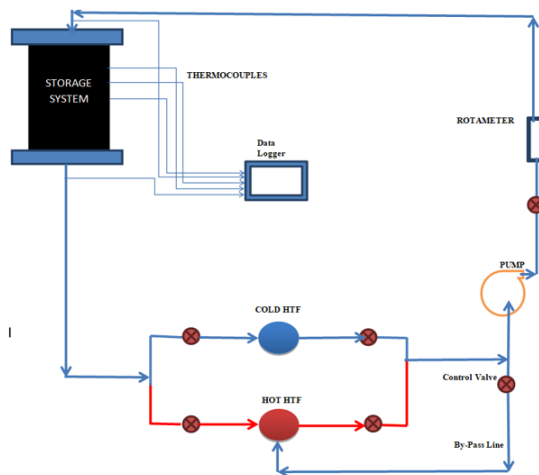 STORAGE
SYSTEM
THERMOCOUPLES
Data
Logger
ROTAMETER
PUMP
COLD HTF
Control Valve
HOT HTF
By-Pass Line